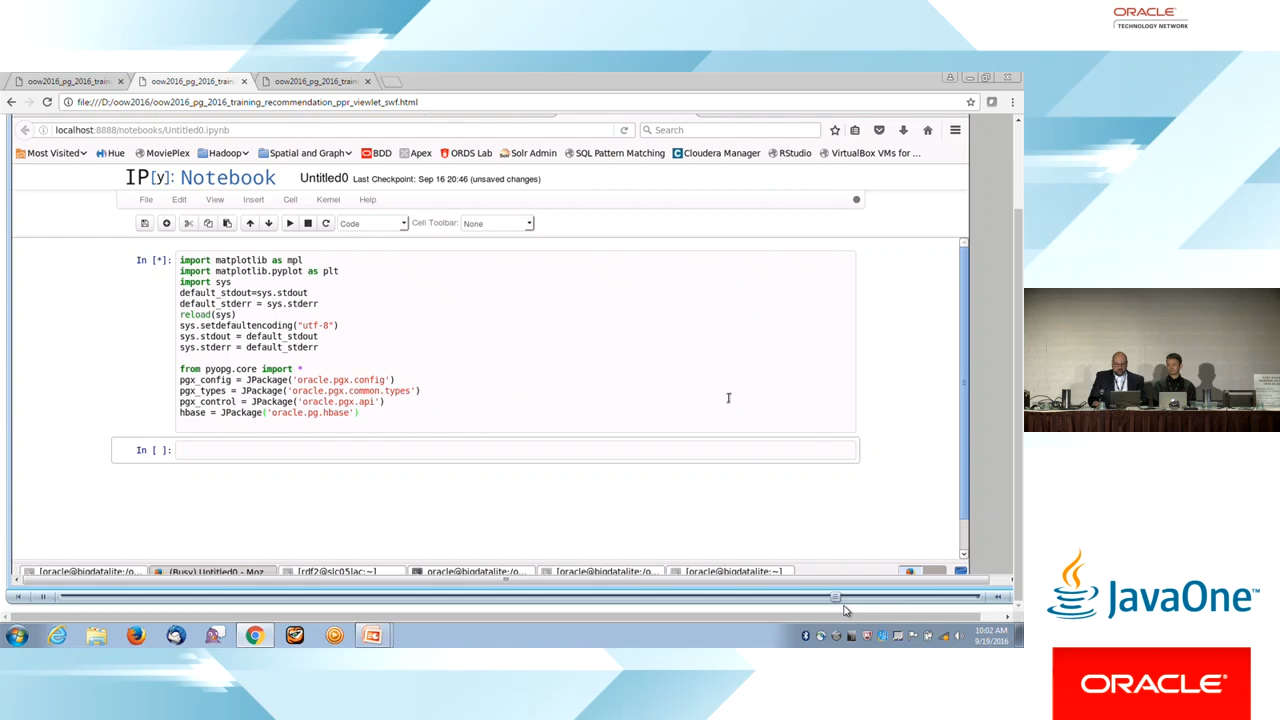 ORACLE
TECHNOLOGY NETWORK
oow2016_pg_2016_train
oow2016_pg_2016_train
oow2016_pg_2016_train
file:///D:/oow2016/oow2016_pg_2016_training_recommendation_ppr_viewlet_swf.html
localhost:8888/notebooks/Untitled0.ipynb
Search
Most Visited Hue MoviePlex Hadoop Spatial and Graph BDD Apex ORDS Lab Solr Admin SQL Pattern Matching Cloudera Manager RStudio VirtualBox VMs for ...
IP[y]: Notebook Untitled0 Last Checkpoint: Sep 16 20:46 (unsaved changes)
File Edit View Insert Cell Kernel Help
Code Cell Toolbar: None
In [*]:
import matplotlib as mpl
import matplotlib.pyplot as plt
import sys
default_stdout=sys.stdout
default_stderr = sys.stderr
reload(sys)
sys.setdefaultencoding("utf-8")
sys.stdout = default_stdout
sys.stderr = default_stderr
from pyopg.core import *
pgx_config = JPackage('oracle.pgx.config')
pgx_types = JPackage('oracle.pgx.common.types')
pgx_control = JPackage('oracle.pgx.api')
hbase = JPackage('oracle.pg.hbase')
In [ ]:
[oracle@bigdatalite:/o... (Busy) Untitled0 - Moz... [rdf2@slc05lac:~] oracle@bigdatalite:/o... [oracle@bigdatalite:/o... [oracle@bigdatalite:~]
10:02 AM
9/19/2016
JavaOne™
ORACLE®